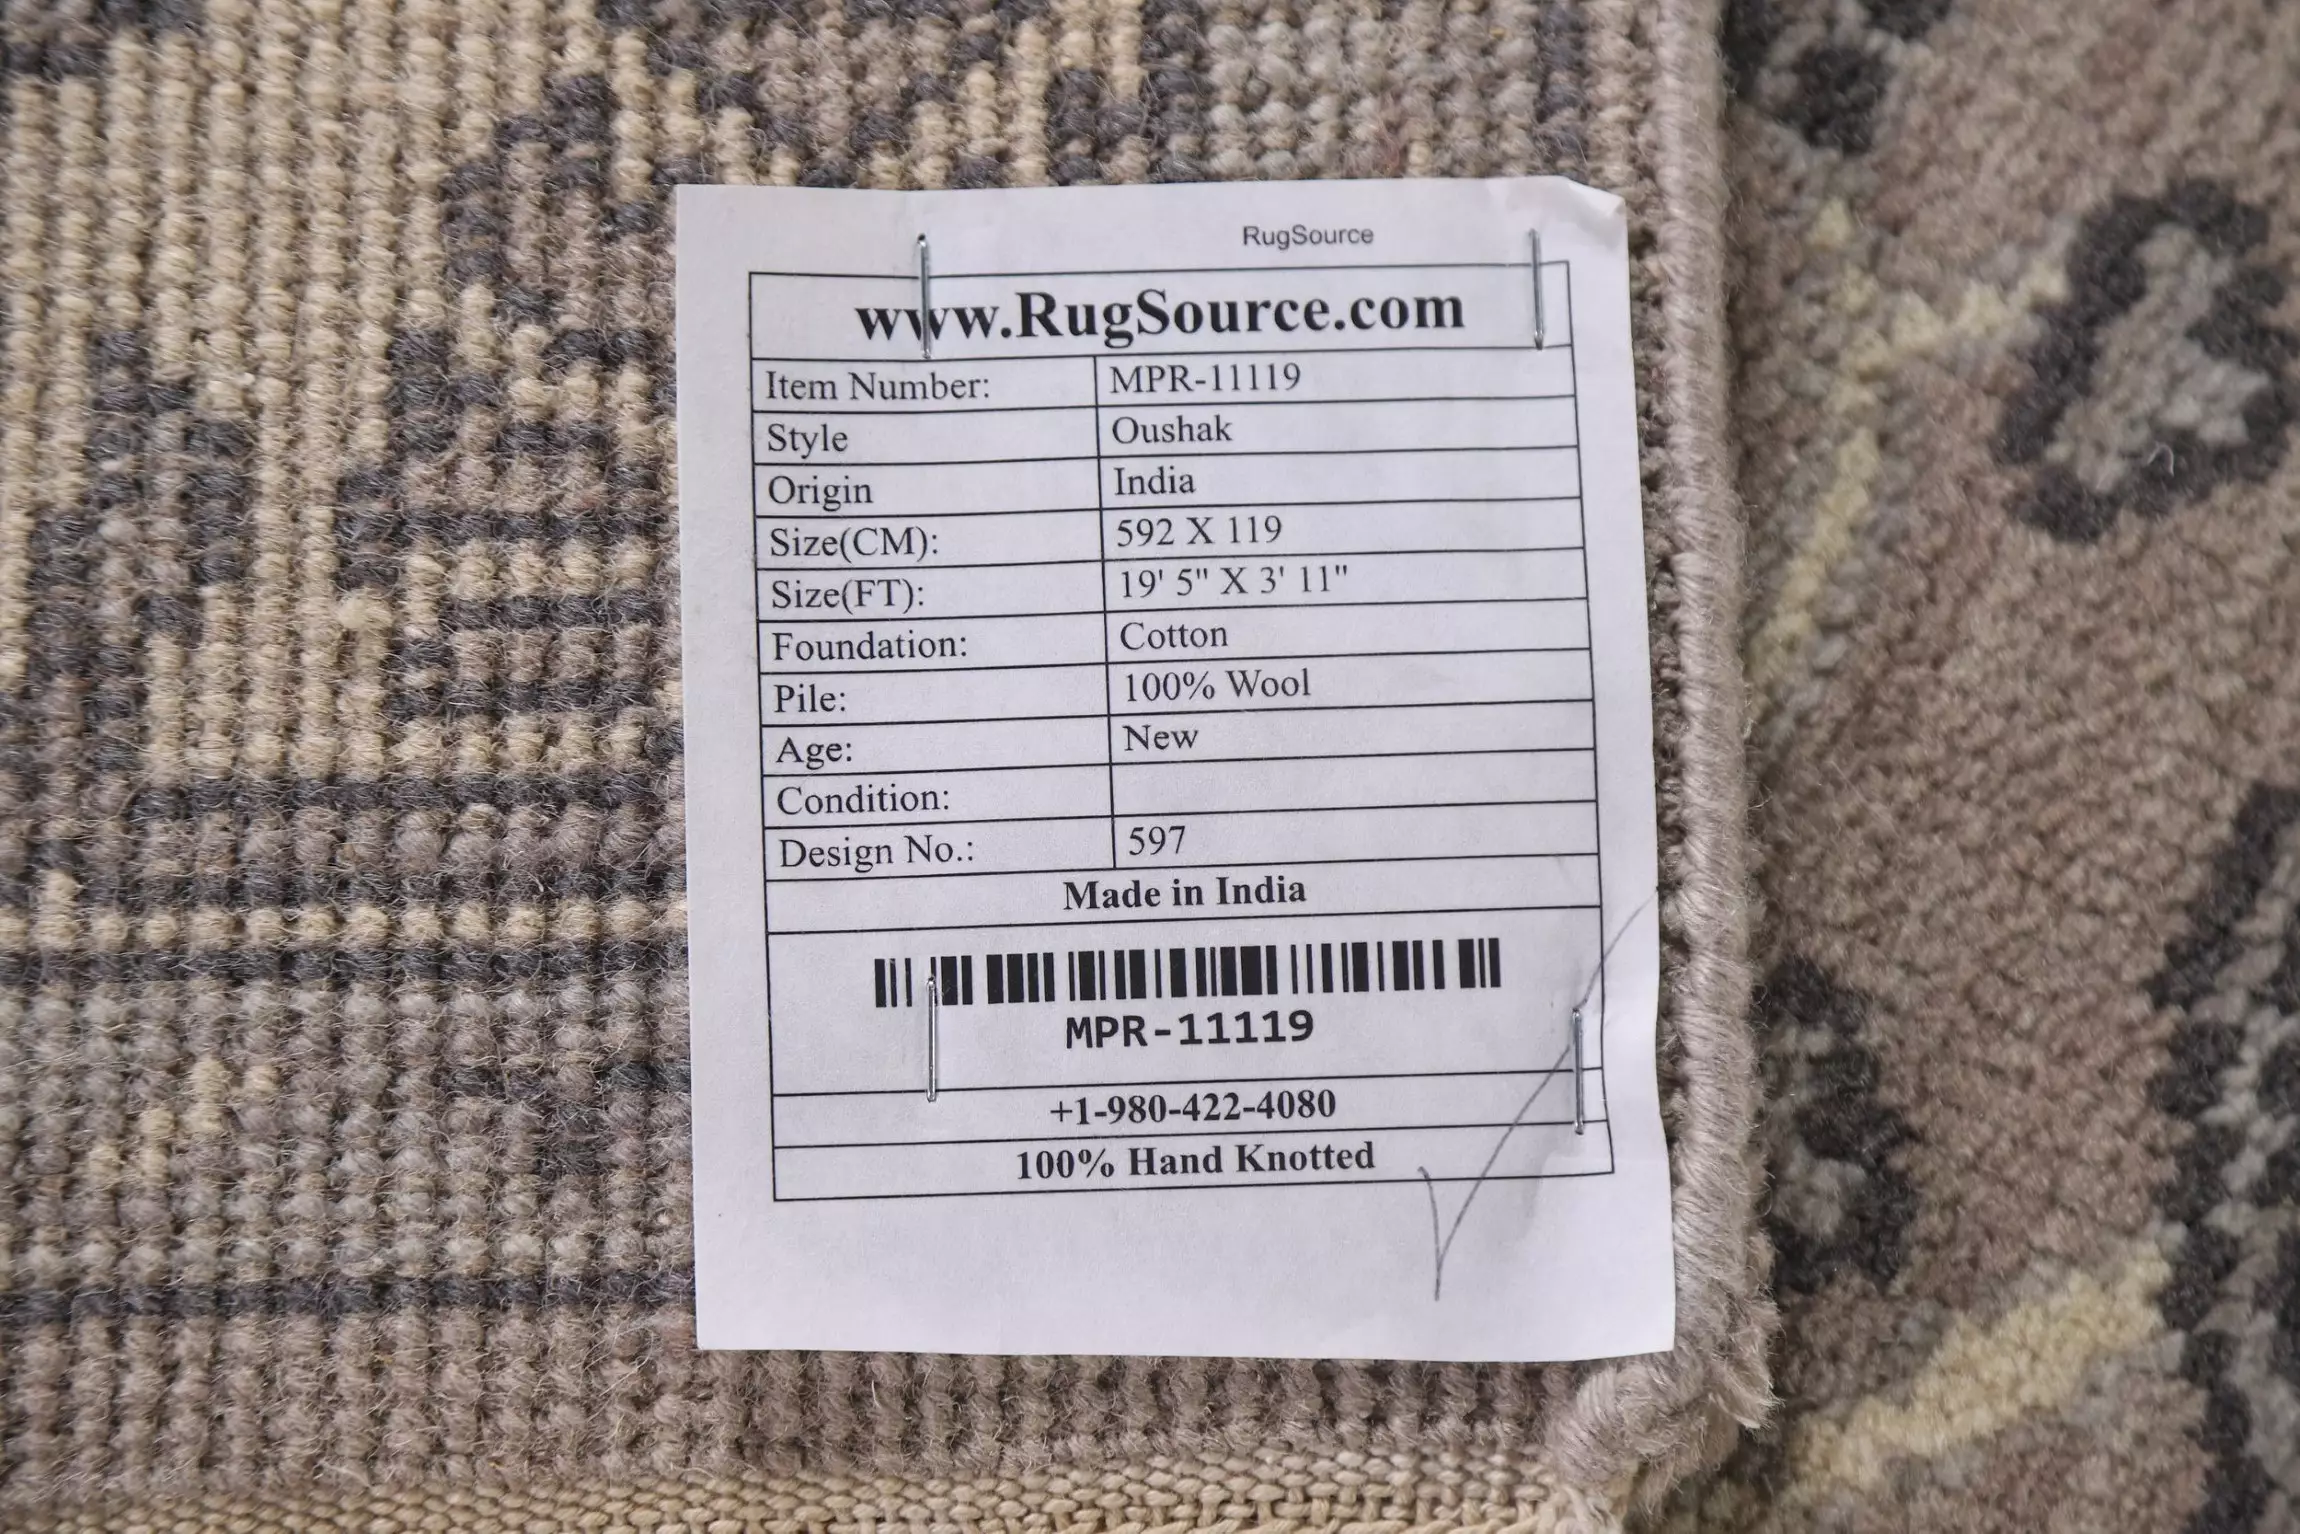 RugSource
www.RugSource.com
Item Number: MPR-11119
Style Oushak
Origin India
Size(CM): 592 X 119
Size(FT): 19' 5" X 3' 11"
Foundation: Cotton
Pile: 100% Wool
Age: New
Condition:
Design No.: 597
Made in India
MPR-11119
+1-980-422-4080
100% Hand Knotted